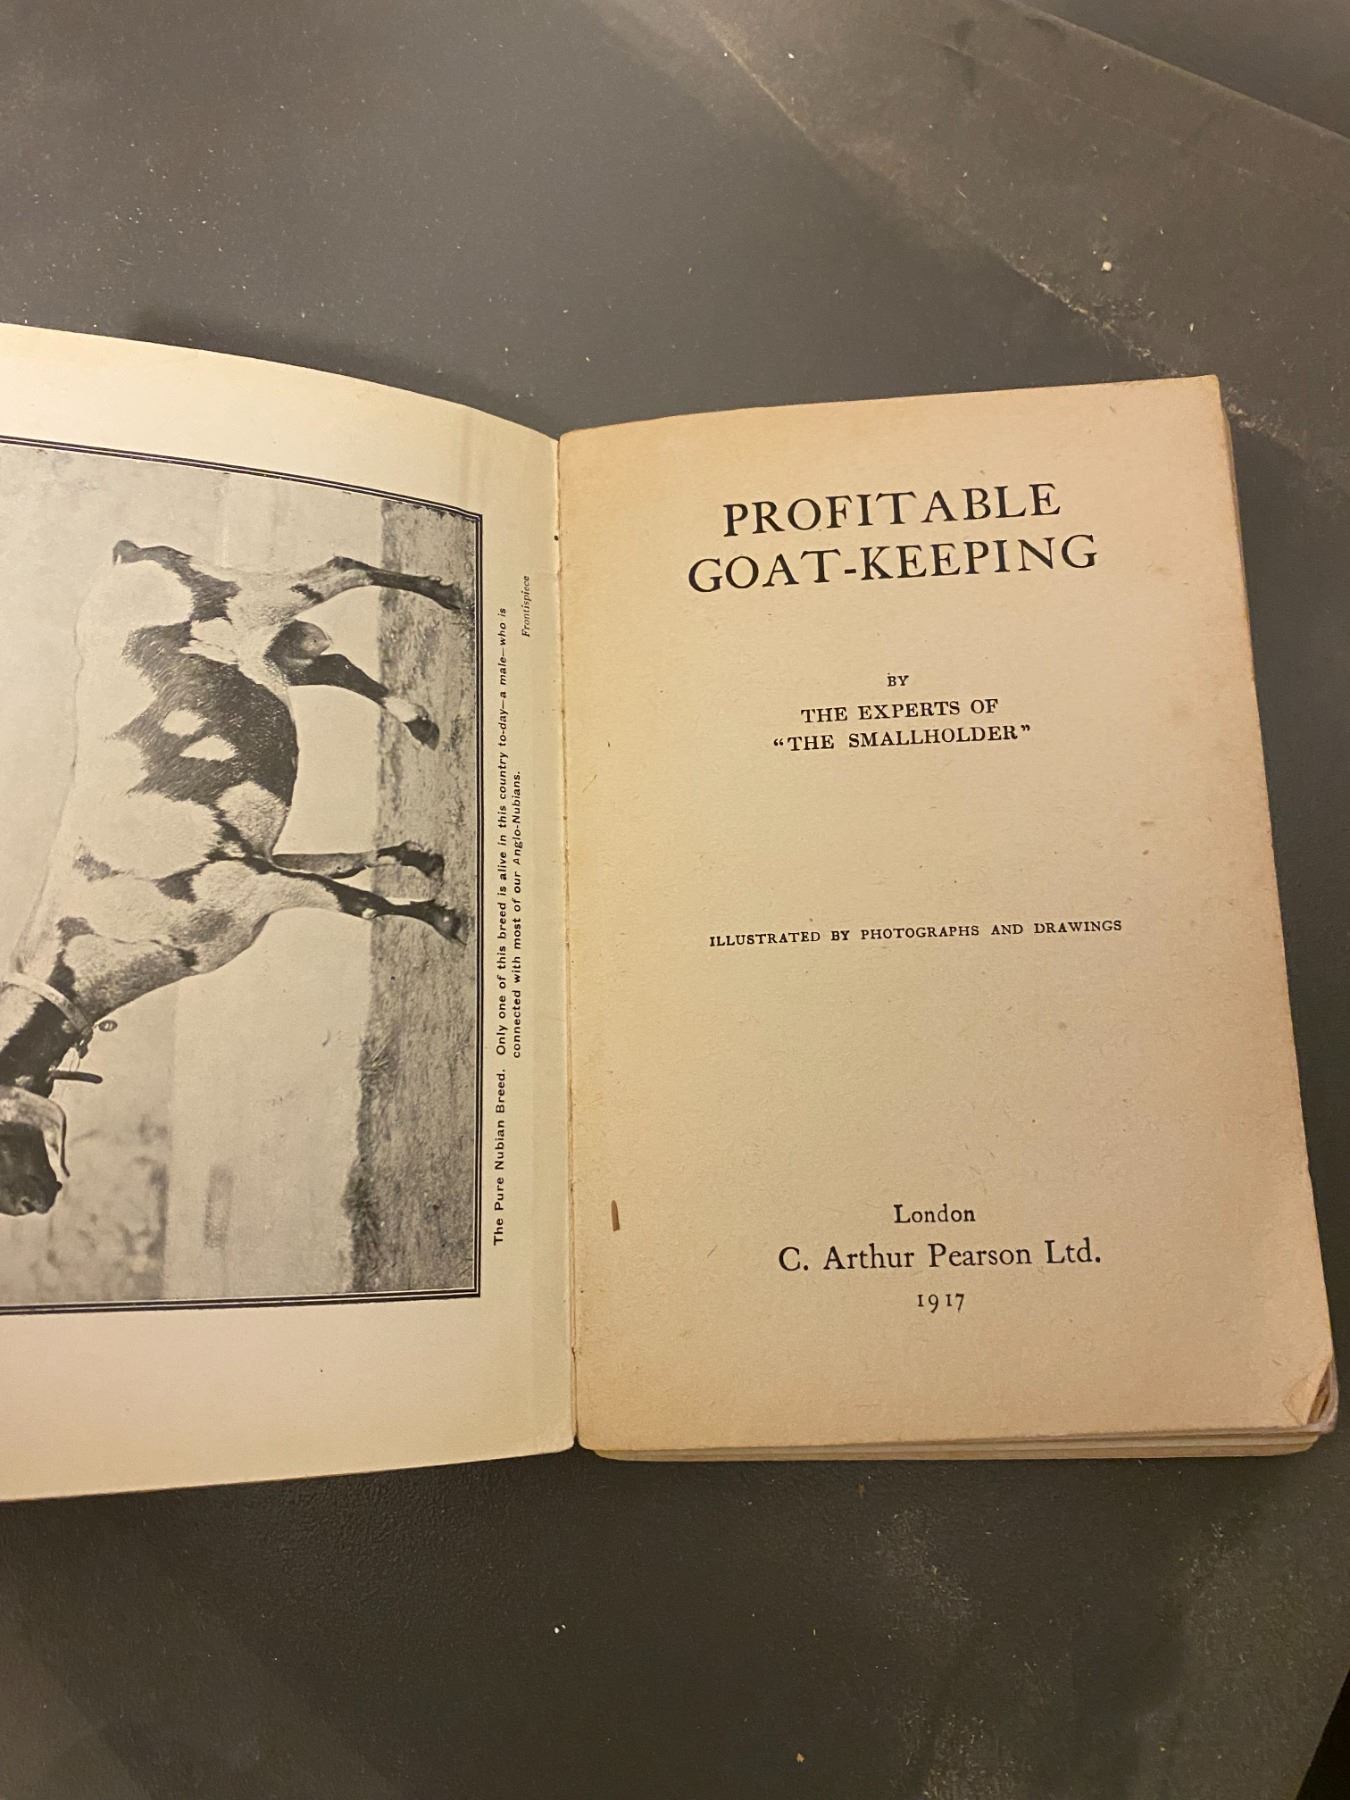 The Pure Nubian Breed. Only one of this breed is alive in this country to-day—a male—who is
connected with most of our Anglo-Nubians.
Frontispiece
PROFITABLE
GOAT-KEEPING
BY
THE EXPERTS OF
“THE SMALLHOLDER”
ILLUSTRATED BY PHOTOGRAPHS AND DRAWINGS
London
C. Arthur Pearson Ltd.
1917